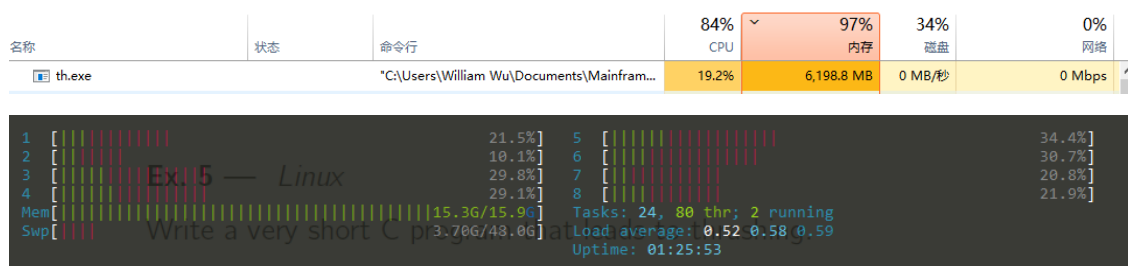 84% 97% 34% 0%
名称 状态 命令行 CPU 内存 磁盘 网络
th.exe "C:\Users\William Wu\Documents\Mainfram... 19.2% 6,198.8 MB 0 MB/秒 0 Mbps
1 [ 21.5%] 5 [ 34.4%]
2 [ 10.1%] 6 [ 30.7%]
3 [ 29.8%] 7 [ 20.8%]
Ex. 5 — Linux
4 [ 29.1%] 8 [ 21.9%]
Mem[ 15.3G/15.9G] Tasks: 24, 80 thr; 2 running
Swp[ 3.70G/48.0G] Load average: 0.52 0.58 0.59
Write a very short C program that leads to thrashing.
Uptime: 01:25:53